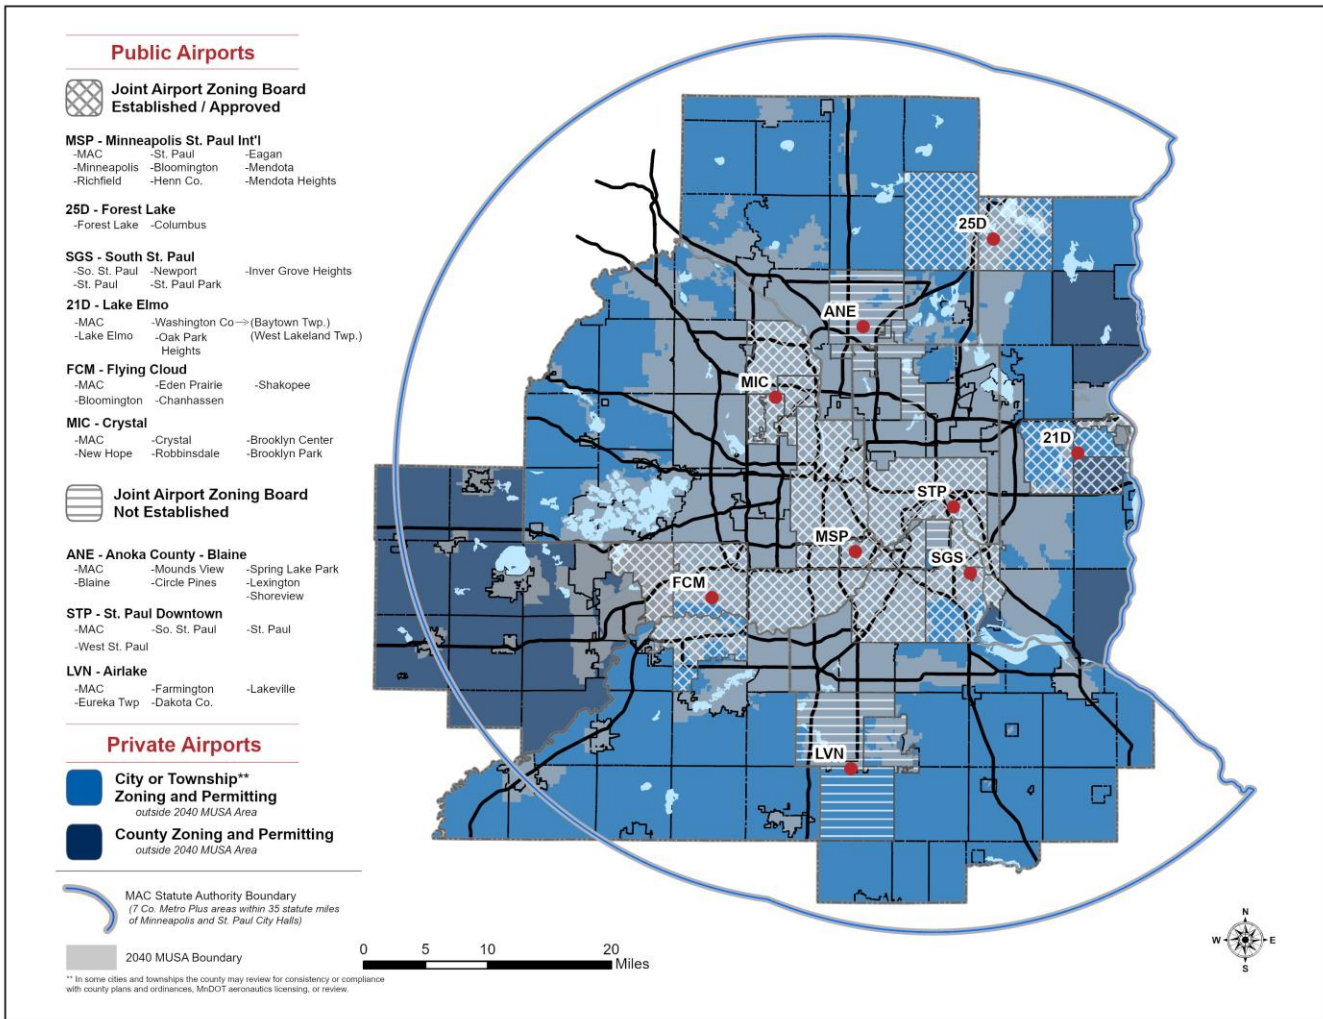 Public Airports
Joint Airport Zoning Board
Established / Approved
MSP - Minneapolis St. Paul Int'l
-MAC -St. Paul -Eagan
-Minneapolis -Bloomington -Mendota
-Richfield -Henn Co. -Mendota Heights
25D - Forest Lake
-Forest Lake -Columbus
SGS - South St. Paul
-So. St. Paul -Newport -Inver Grove Heights
-St. Paul -St. Paul Park
21D - Lake Elmo
-MAC -Washington Co → (Baytown Twp.)
-Lake Elmo -Oak Park (West Lakeland Twp.)
Heights
FCM - Flying Cloud
-MAC -Eden Prairie -Shakopee
-Bloomington -Chanhassen
MIC - Crystal
-MAC -Crystal -Brooklyn Center
-New Hope -Robbinsdale -Brooklyn Park
Joint Airport Zoning Board
Not Established
ANE - Anoka County - Blaine
-MAC -Mounds View -Spring Lake Park
-Blaine -Circle Pines -Lexington
-Shoreview
STP - St. Paul Downtown
-MAC -So. St. Paul -St. Paul
-West St. Paul
LVN - Airlake
-MAC -Farmington -Lakeville
-Eureka Twp -Dakota Co.
Private Airports
City or Township**
Zoning and Permitting
outside 2040 MUSA Area
County Zoning and Permitting
outside 2040 MUSA Area
MAC Statute Authority Boundary
(7 Co. Metro Plus areas within 35 statute miles
of Minneapolis and St. Paul City Halls)
2040 MUSA Boundary
** In some cities and townships the county may review for consistency or compliance
with county plans and ordinances, MnDOT aeronautics licensing, or review.
25D
ANE
MIC
21D
STP
MSP
SGS
FCM
LVN
0 5 10 20
Miles
N
W E
S